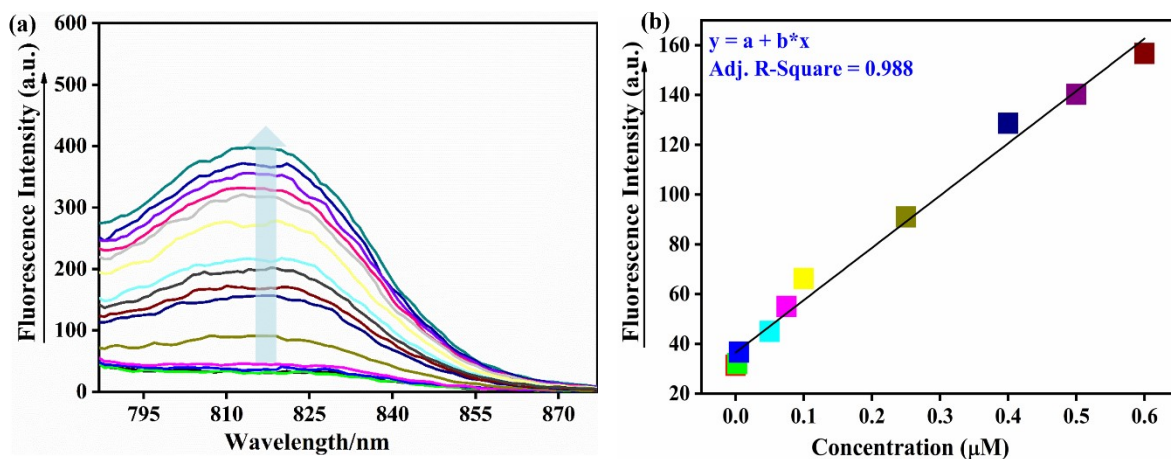 (a)
600
500
400
300
200
100
0
Fluorescence Intensity (a.u.)
795 810 825 840 855 870
Wavelength/nm
(b)
y = a + b*x
Adj. R-Square = 0.988
160
140
120
100
80
60
40
20
Fluorescence Intensity (a.u.)
0.0 0.1 0.2 0.3 0.4 0.5 0.6
Concentration (μM)